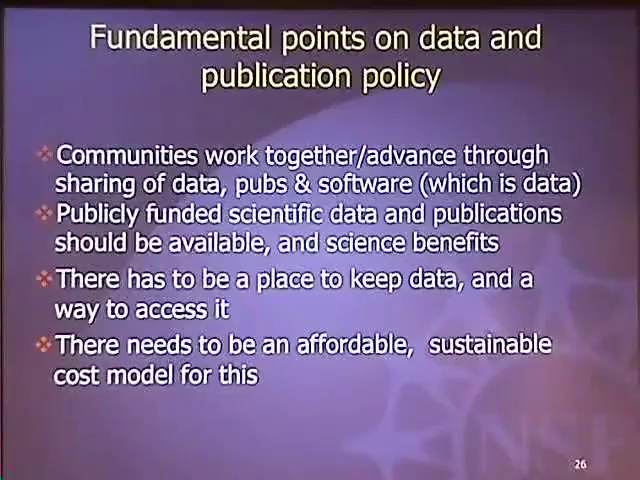 Fundamental points on data and
publication policy
Communities work together/advance through
sharing of data, pubs & software (which is data)
Publicly funded scientific data and publications
should be available, and science benefits
There has to be a place to keep data, and a
way to access it
There needs to be an affordable, sustainable
cost model for this
NSF
26